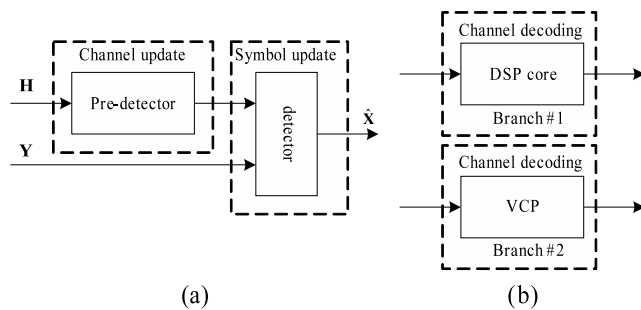 Channel update
Symbol update
H
Pre-detector
detector
X̂
Y
(a)
Channel decoding
DSP core
Branch #1
Channel decoding
VCP
Branch #2
(b)